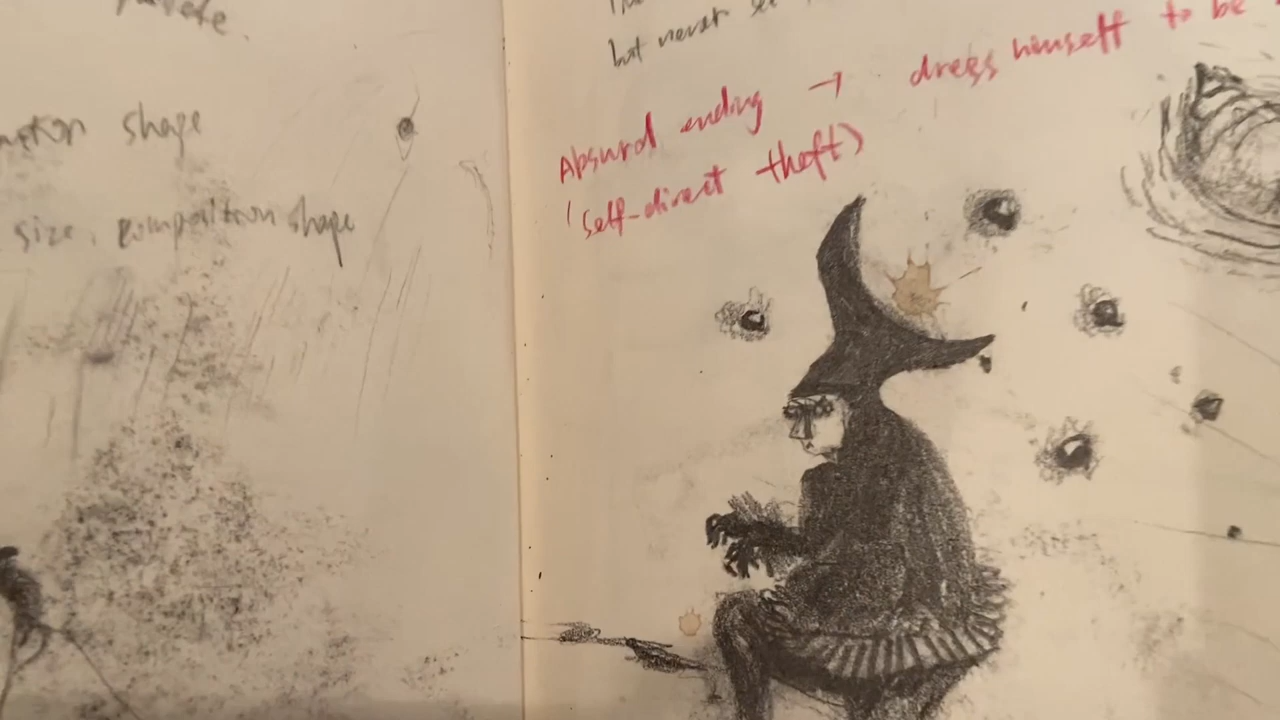 shape
size, composition shape
but never
Absurd ending → dress himself to be
(self-direct theft)